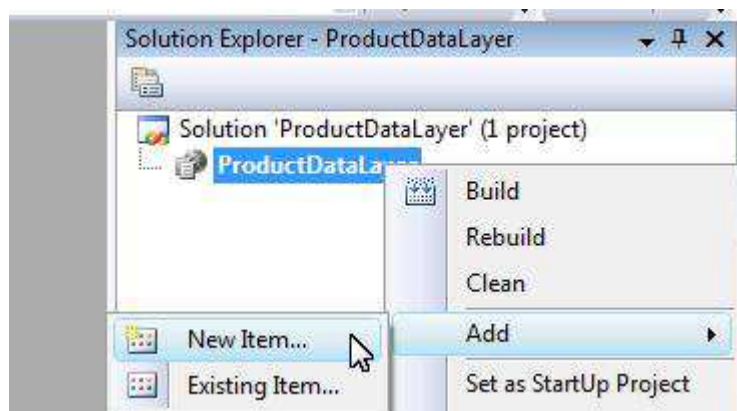 Solution Explorer - ProductDataLayer
Solution 'ProductDataLayer' (1 project)
ProductDataLayer
Build
Rebuild
Clean
New Item...
Add
Existing Item...
Set as StartUp Project